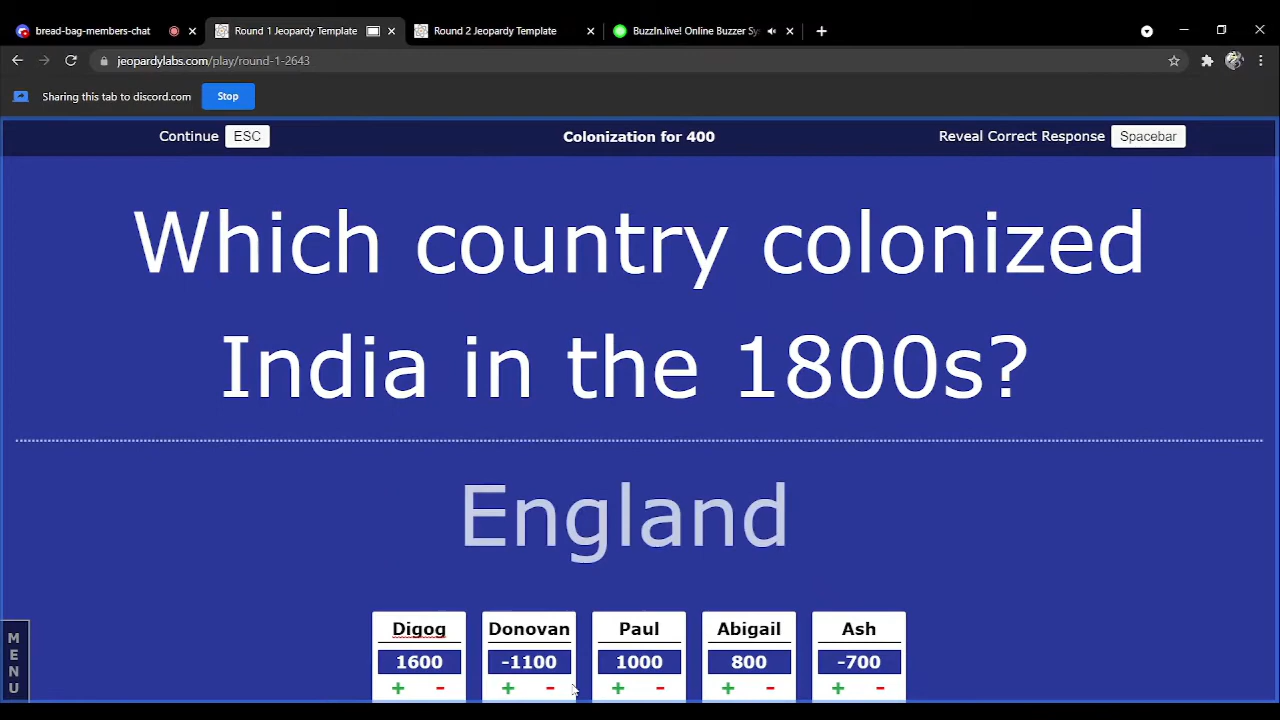 bread-bag-members-chat
Round 1 Jeopardy Template
Round 2 Jeopardy Template
BuzzIn.live! Online Buzzer Sy
jeopardylabs.com/play/round-1-2643
Sharing this tab to discord.com Stop
Continue ESC
Colonization for 400
Reveal Correct Response Spacebar
Which country colonized
India in the 1800s?
England
MENU
Digog Donovan Paul Abigail Ash
1600 -1100 1000 800 -700
+ - + - + - + - + -